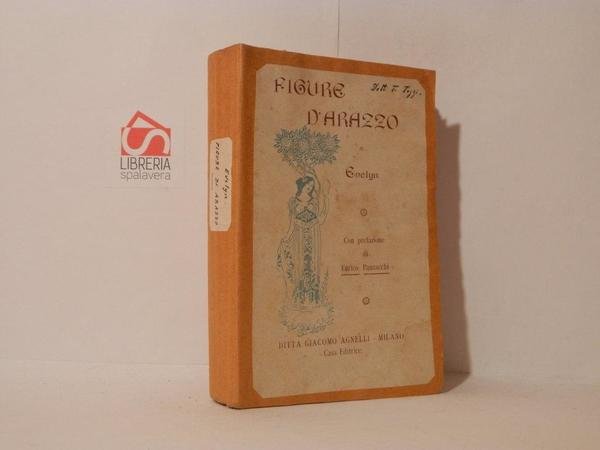 LIBRERIA
spalavera
Evelyn
FIGURE DI ARAZZO
FIGURE
D'ARAZZO
Evelyn
Con prefazione
di
Enrico Panzacchi
DITTA GIACOMO AGNELLI - MILANO
Casa Editrice